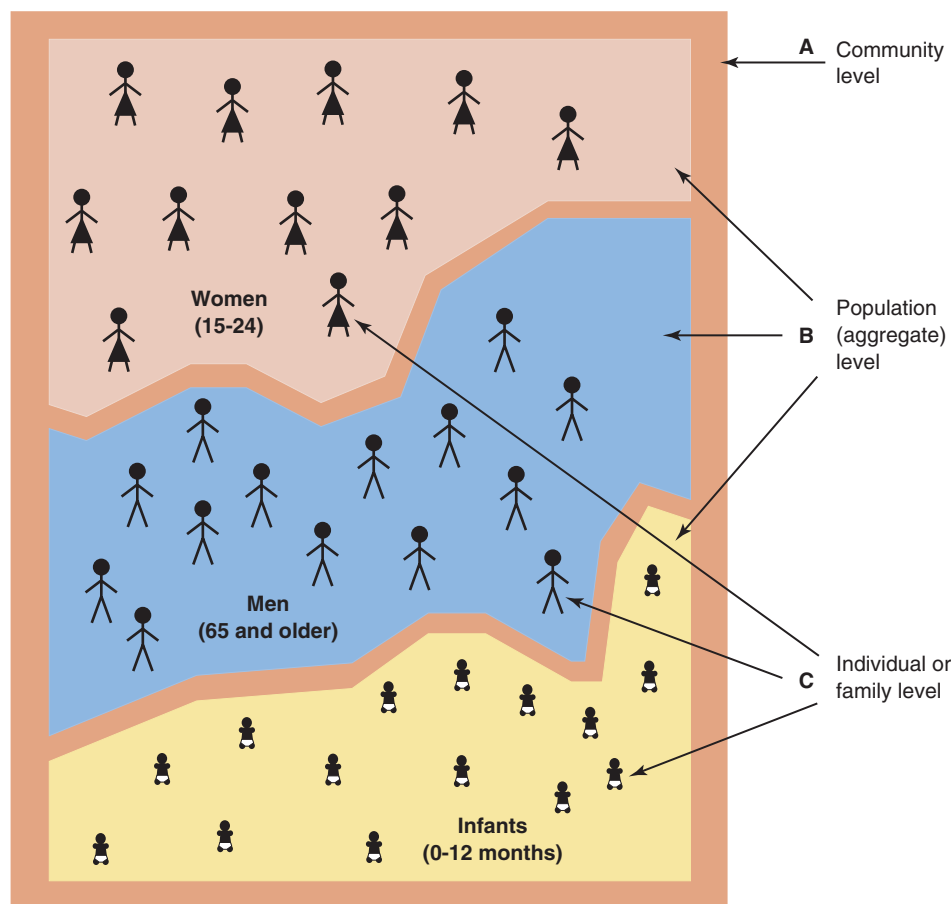 A Community
level
Women
(15-24)
Population
B (aggregate)
level
Men
(65 and older)
Individual or
C family level
Infants
(0-12 months)